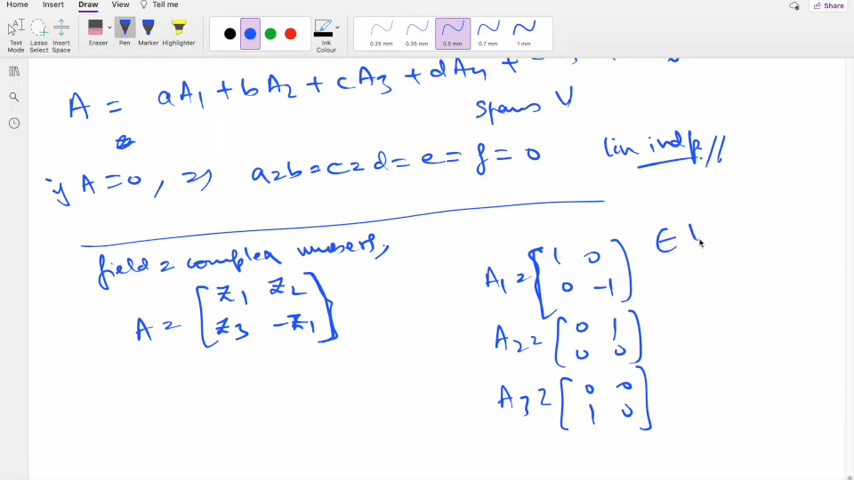 Home Insert Draw View Tell me Share
Text Mode Lasso Select Insert Space Eraser Pen Marker Highlighter Ink Colour 0.25 mm 0.35 mm 0.5 mm 0.7 mm 1 mm
A = aA1 + bA2 + cA3 + dA4 +
spans V
if A = 0, => a=b=c=d=e=f=0 lin indp. //
field = complex numbers,
A = [z1 z2
z3 -z1]
A1 = [1 0
0 -1] ∈
A2 = [0 1
0 0]
A3 = [0 0
1 0]